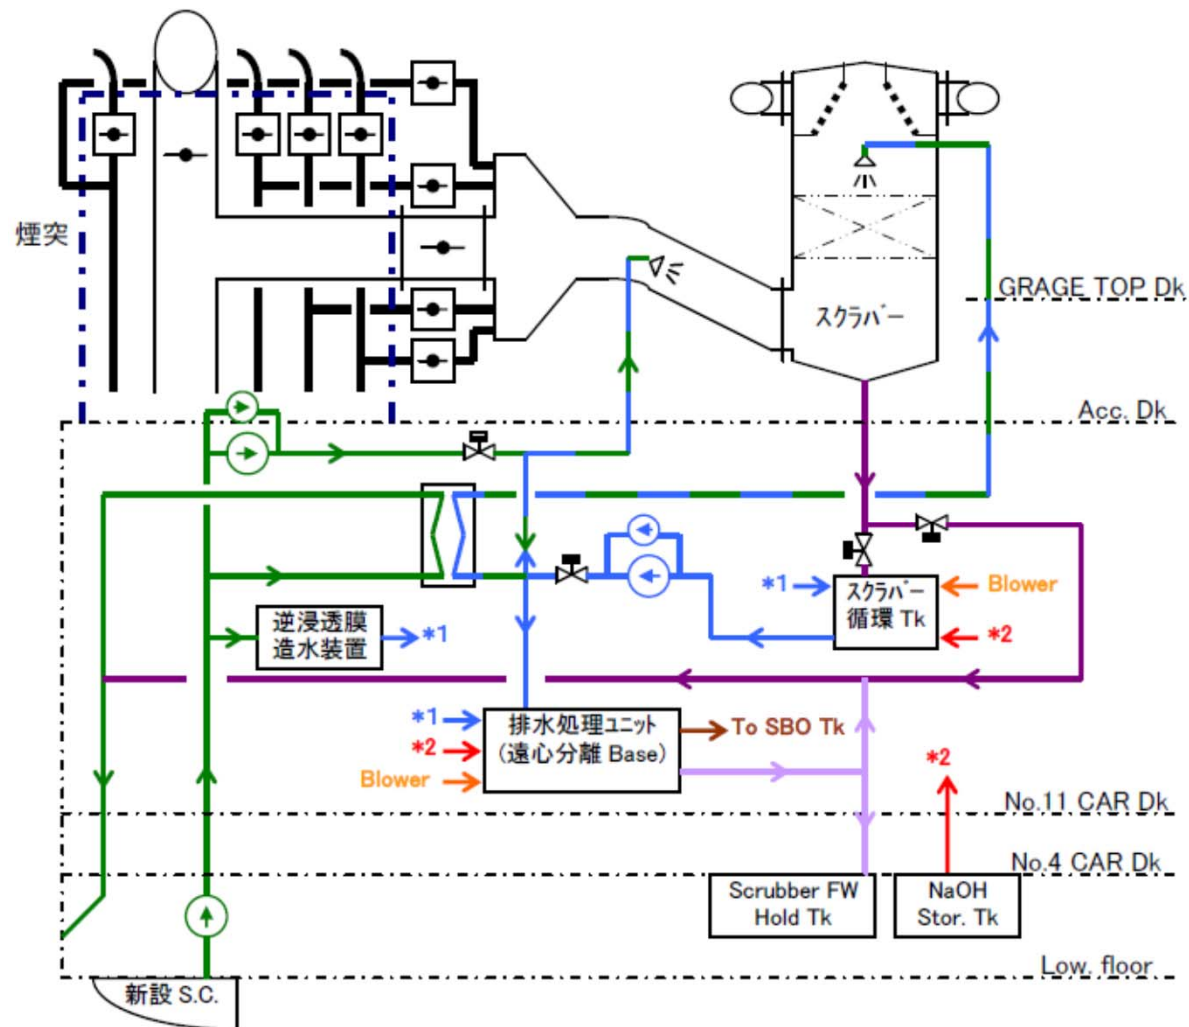 煙突
GRAGE TOP Dk
スクラバー
Acc. Dk
*1
スクラバー
循環 Tk
Blower
*2
逆浸透膜
造水装置
*1
*1
*2
Blower
排水処理ユニット
(遠心分離 Base)
To SBO Tk
*2
No.11 CAR Dk
No.4 CAR Dk
Scrubber FW
Hold Tk
NaOH
Stor. Tk
Low. floor
新設 S.C.